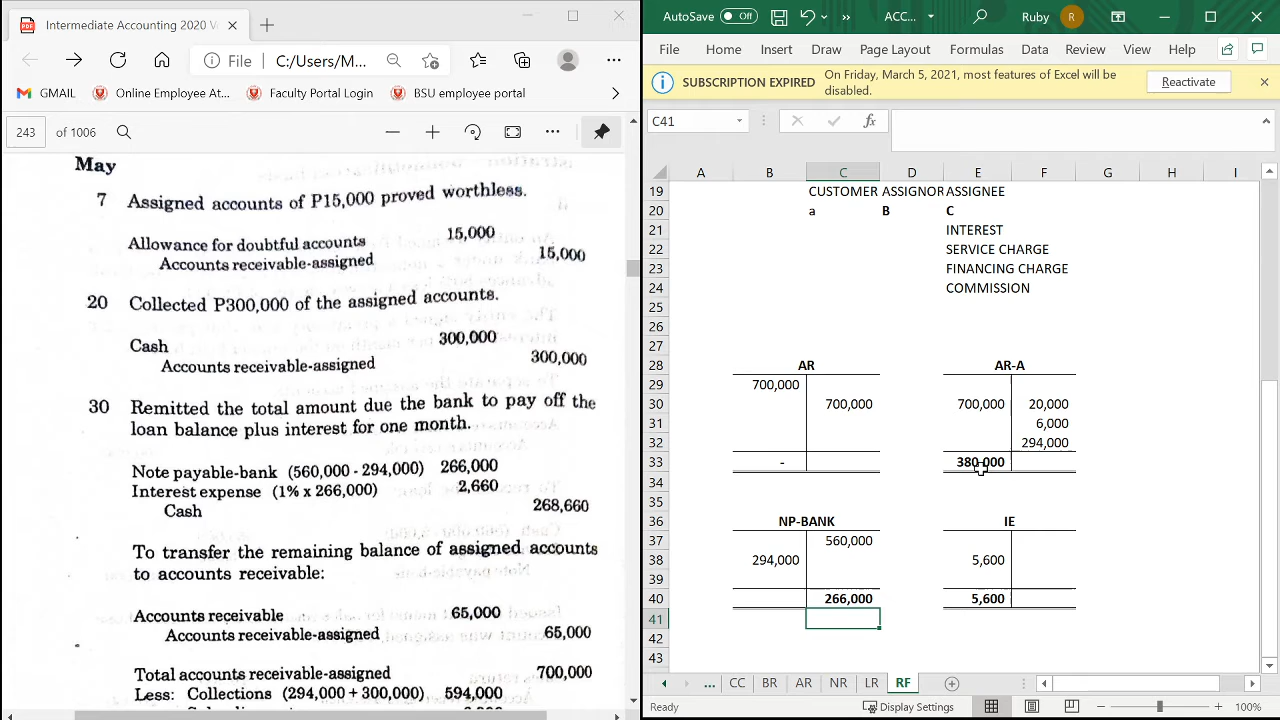 Intermediate Accounting 2020 V
File C:/Users/M...
GMAIL Online Employee At... Faculty Portal Login BSU employee portal
243 of 1006
May
7 Assigned accounts of P15,000 proved worthless.
Allowance for doubtful accounts 15,000
Accounts receivable-assigned 15,000
20 Collected P300,000 of the assigned accounts.
Cash 300,000
Accounts receivable-assigned 300,000
30 Remitted the total amount due the bank to pay off the
loan balance plus interest for one month.
Note payable-bank (560,000 - 294,000) 266,000
Interest expense (1% x 266,000) 2,660
Cash 268,660
To transfer the remaining balance of assigned accounts
to accounts receivable:
Accounts receivable 65,000
Accounts receivable-assigned 65,000
Total accounts receivable-assigned 700,000
Less: Collections (294,000 + 300,000) 594,000
AutoSave Off ACC... Ruby R
File Home Insert Draw Page Layout Formulas Data Review View Help
SUBSCRIPTION EXPIRED On Friday, March 5, 2021, most features of Excel will be
disabled. Reactivate
C41 fx
A B C D E F G H I
19 CUSTOMER ASSIGNOR ASSIGNEE
20 a B C
21 INTEREST
22 SERVICE CHARGE
23 FINANCING CHARGE
24 COMMISSION
25
26
27
28 AR AR-A
29 700,000
30 700,000 700,000 20,000
31 6,000
32 294,000
33 - 380,000
34
35
36 NP-BANK IE
37 560,000
38 294,000 5,600
39
40 266,000 5,600
41
42
43
... CC BR AR NR LR RF
Ready Display Settings 100%